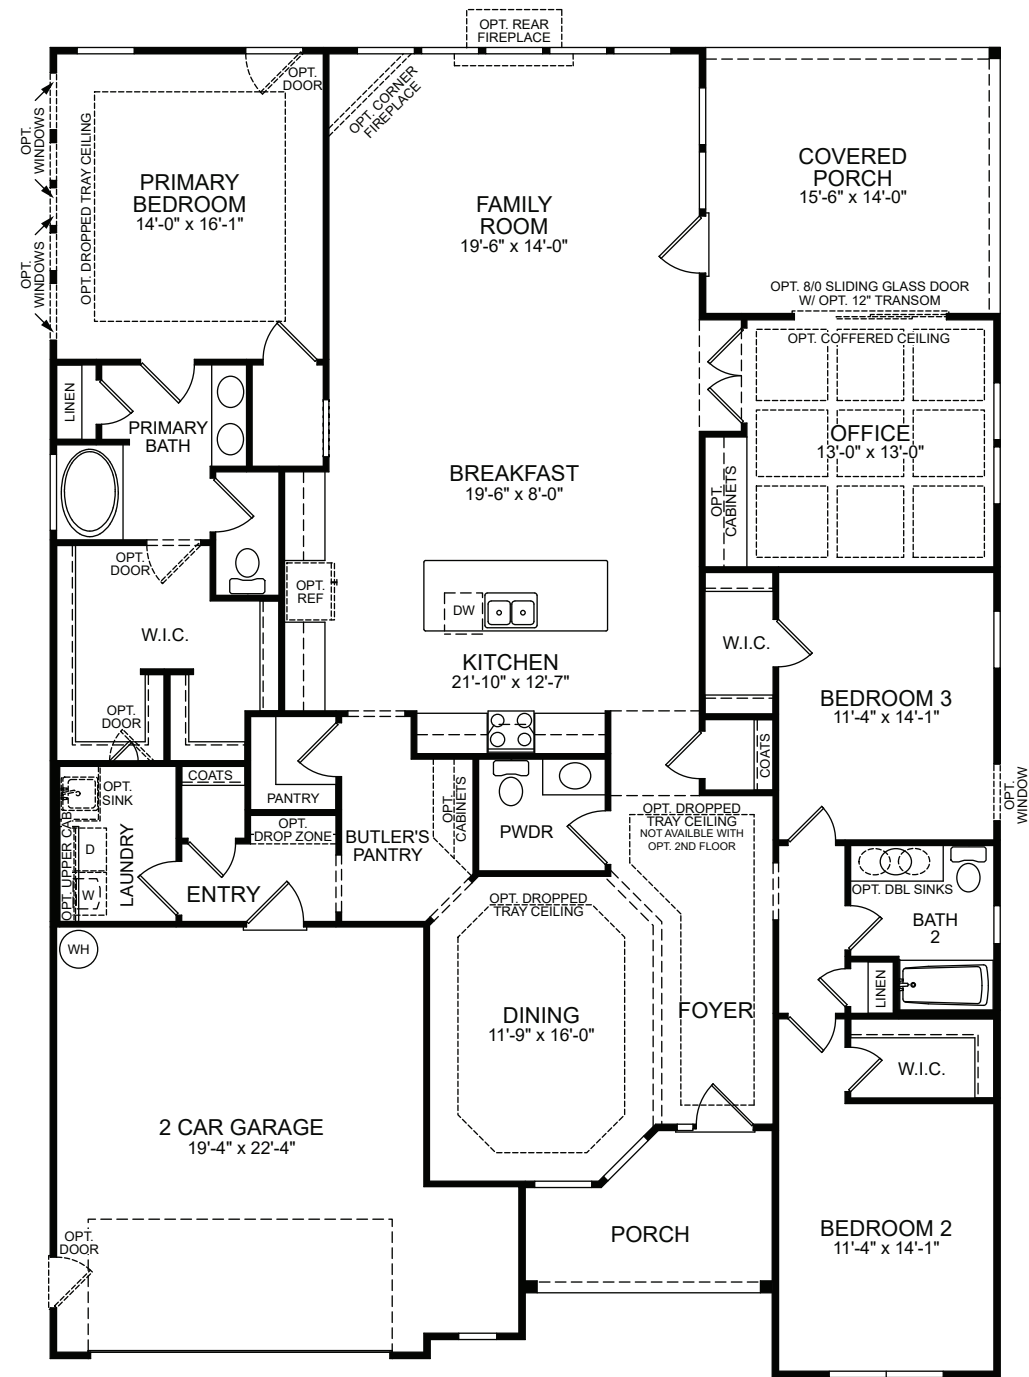 OPT. REAR
FIREPLACE
OPT.
DOOR
OPT. CORNER
FIREPLACE
OPT.
WINDOWS
OPT.
WINDOWS
OPT. DROPPED TRAY CEILING
PRIMARY
BEDROOM
14'-0" x 16'-1"
FAMILY
ROOM
19'-6" x 14'-0"
COVERED
PORCH
15'-6" x 14'-0"
OPT. 8/0 SLIDING GLASS DOOR
W/ OPT. 12" TRANSOM
OPT. COFFERED CEILING
OFFICE
13'-0" x 13'-0"
OPT.
CABINETS
LINEN
PRIMARY
BATH
BREAKFAST
19'-6" x 8'-0"
OPT.
DOOR
OPT.
REF
DW
W.I.C.
KITCHEN
21'-10" x 12'-7"
W.I.C.
BEDROOM 3
11'-4" x 14'-1"
OPT.
DOOR
COATS
OPT.
WINDOW
COATS
PANTRY
OPT.
SINK
OPT. UPPER CAB
D
W
LAUNDRY
OPT.
DROP ZONE
BUTLER'S
PANTRY
OPT.
CABINETS
PWDR
OPT. DROPPED
TRAY CEILING
NOT AVAILBLE WITH
OPT. 2ND FLOOR
ENTRY
OPT. DBL SINKS
BATH
2
OPT. DROPPED
TRAY CEILING
WH
LINEN
DINING
11'-9" x 16'-0"
FOYER
W.I.C.
2 CAR GARAGE
19'-4" x 22'-4"
OPT.
DOOR
PORCH
BEDROOM 2
11'-4" x 14'-1"